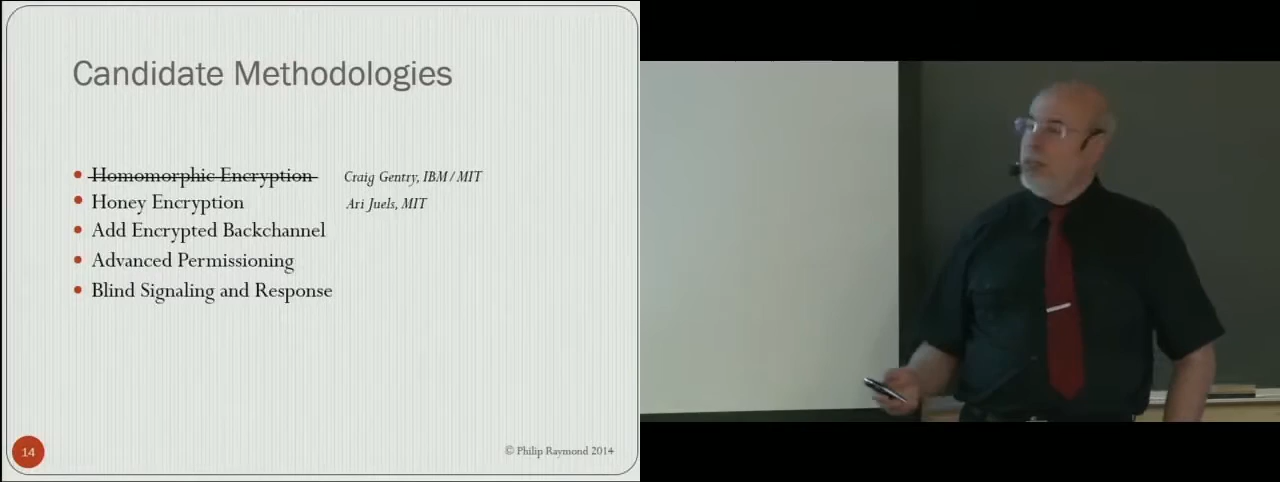 Candidate Methodologies
Homomorphic Encryption Craig Gentry, IBM / MIT
Honey Encryption Ari Juels, MIT
Add Encrypted Backchannel
Advanced Permissioning
Blind Signaling and Response
14 © Philip Raymond 2014